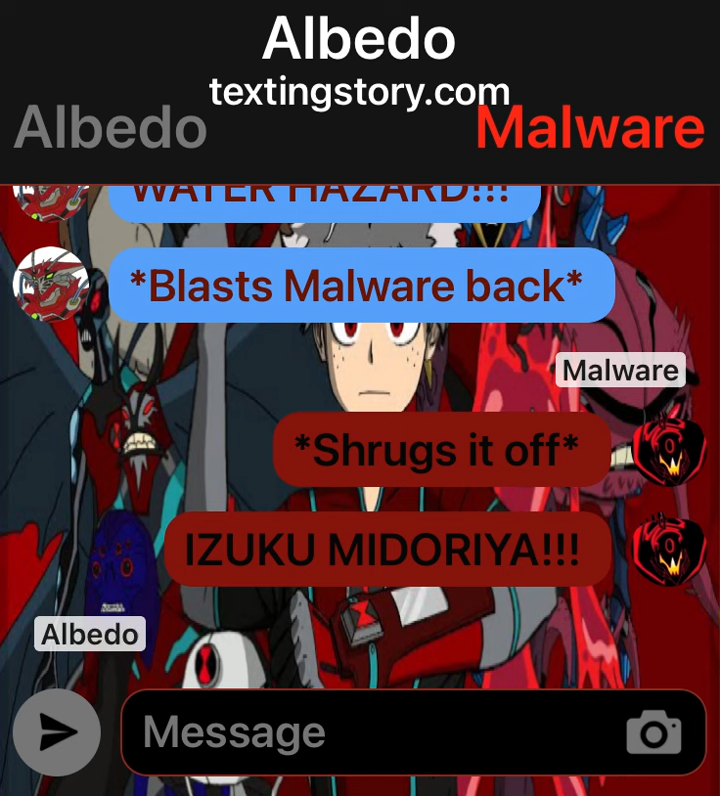 Albedo
textingstory.com
Albedo
Malware
WATER HAZARD!!!
*Blasts Malware back*
Malware
*Shrugs it off*
IZUKU MIDORIYA!!!
Albedo
Message